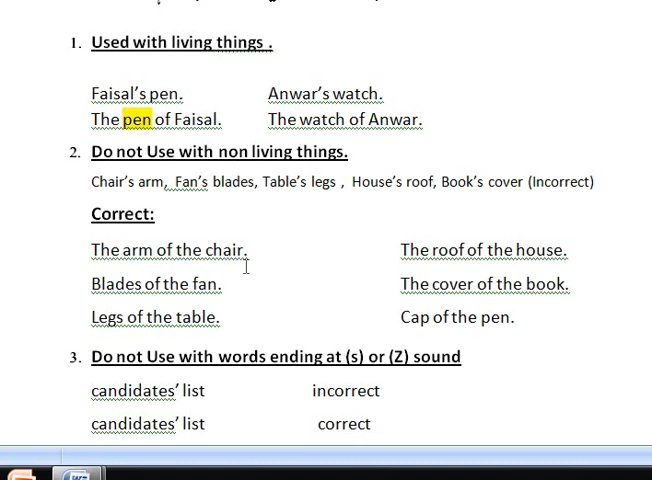 1. Used with living things .
Faisal's pen. Anwar's watch.
The pen of Faisal. The watch of Anwar.
2. Do not Use with non living things.
Chair's arm, Fan's blades, Table's legs , House's roof, Book's cover (Incorrect)
Correct:
The arm of the chair. The roof of the house.
Blades of the fan. The cover of the book.
Legs of the table. Cap of the pen.
3. Do not Use with words ending at (s) or (Z) sound
candidates' list incorrect
candidates' list correct